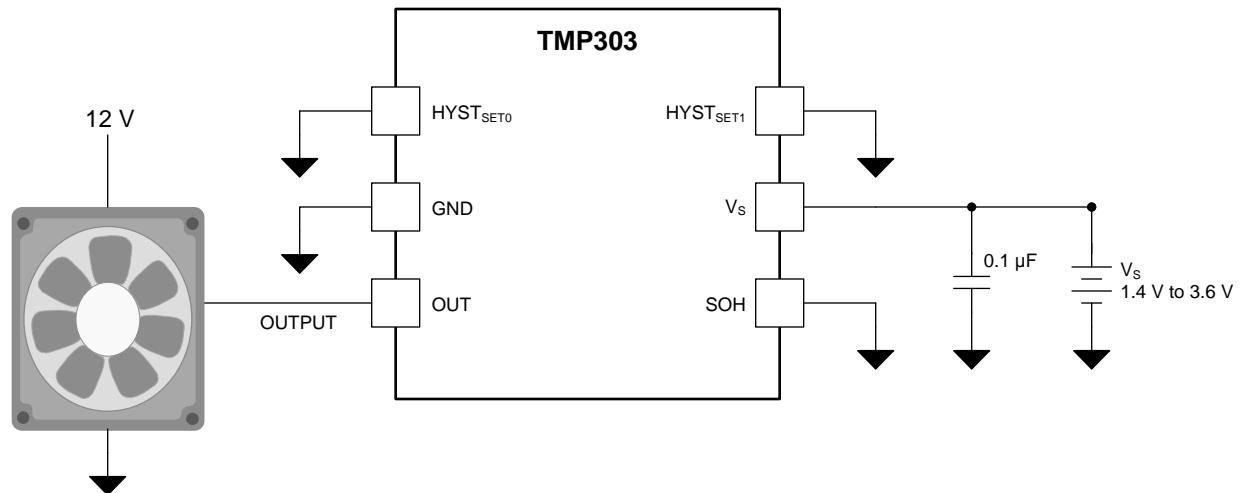 TMP303
12 V
HYST_SET0
HYST_SET1
GND
V_S
OUT
SOH
OUTPUT
0.1 µF
V_S
1.4 V to 3.6 V